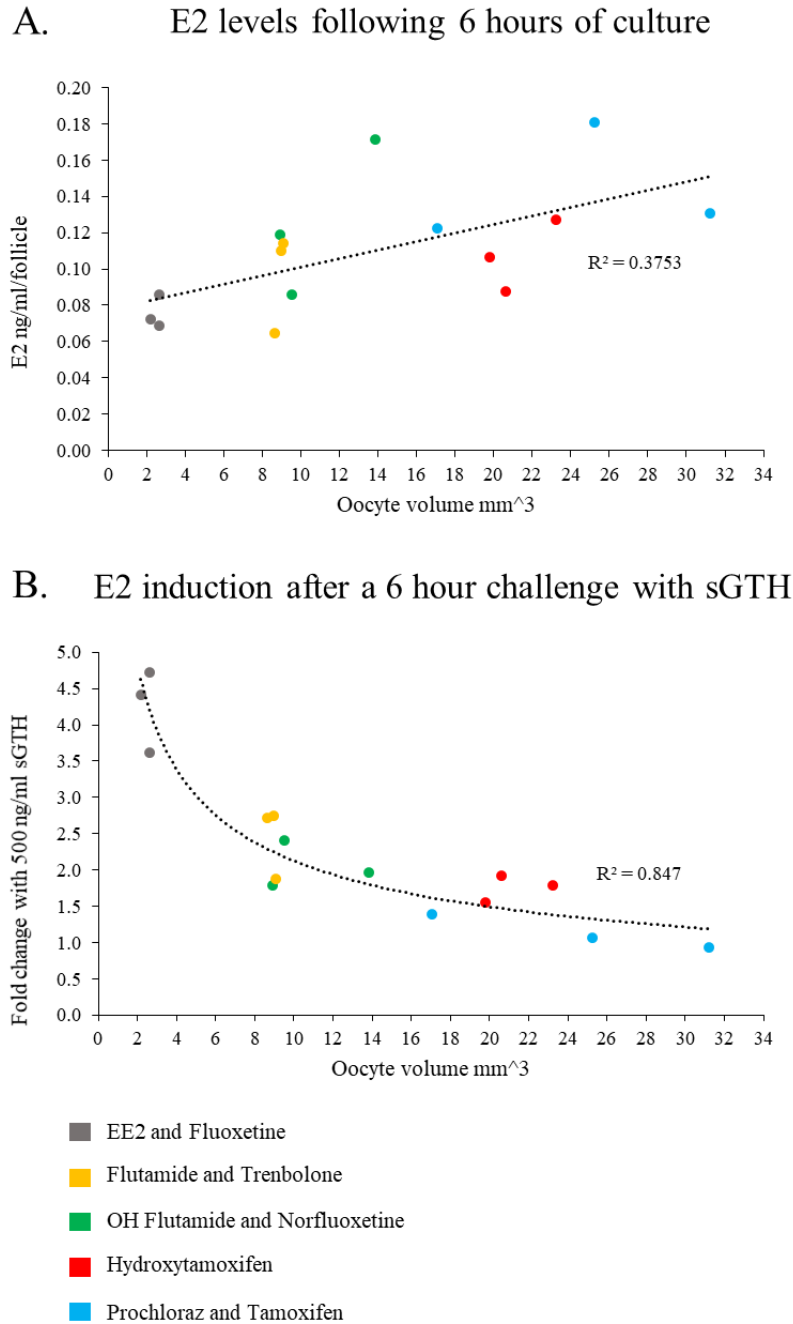 A. E2 levels following 6 hours of culture
0.20
0.18
0.16
0.14
0.12
0.10
0.08
0.06
0.04
0.02
0.00
E2 ng/ml/follicle
R² = 0.3753
0 2 4 6 8 10 12 14 16 18 20 22 24 26 28 30 32 34
Oocyte volume mm^3
B. E2 induction after a 6 hour challenge with sGTH
5.0
4.5
4.0
3.5
3.0
2.5
2.0
1.5
1.0
0.5
0.0
Fold change with 500 ng/ml sGTH
R² = 0.847
0 2 4 6 8 10 12 14 16 18 20 22 24 26 28 30 32 34
Oocyte volume mm^3
EE2 and Fluoxetine
Flutamide and Trenbolone
OH Flutamide and Norfluoxetine
Hydroxytamoxifen
Prochloraz and Tamoxifen